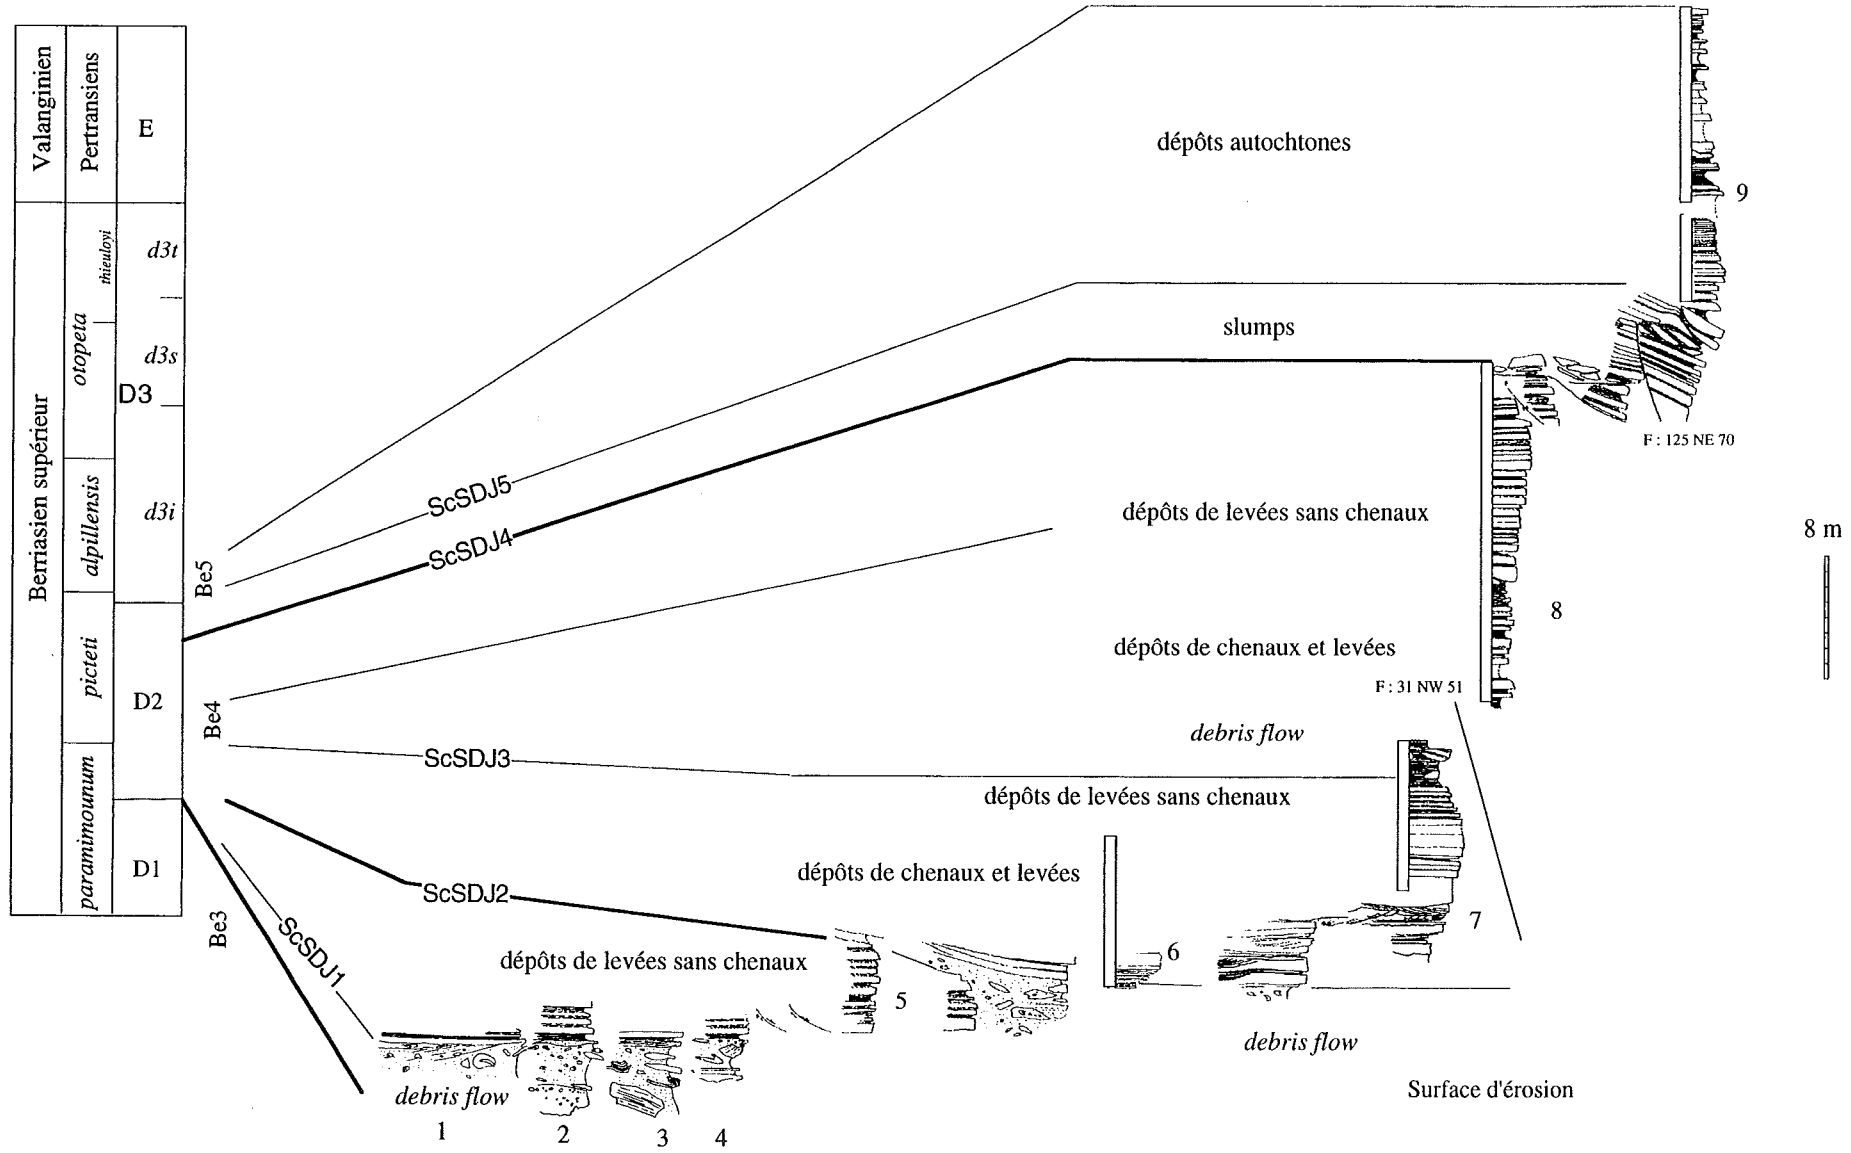 Valanginien
Berriasien supérieur
Pertransiens
otopeta
thieuloyi
alpillensis
picteti
paramimounum
E
d3t
d3s
D3
d3i
D2
D1
Be5
Be4
Be3
ScSDJ5
ScSDJ4
ScSDJ3
ScSDJ2
ScSDJ1
dépôts autochtones
9
slumps
F : 125 NE 70
dépôts de levées sans chenaux
8 m
8
dépôts de chenaux et levées
F : 31 NW 51
debris flow
dépôts de levées sans chenaux
dépôts de chenaux et levées
7
6
dépôts de levées sans chenaux
5
debris flow
Surface d'érosion
debris flow
1
2
3
4